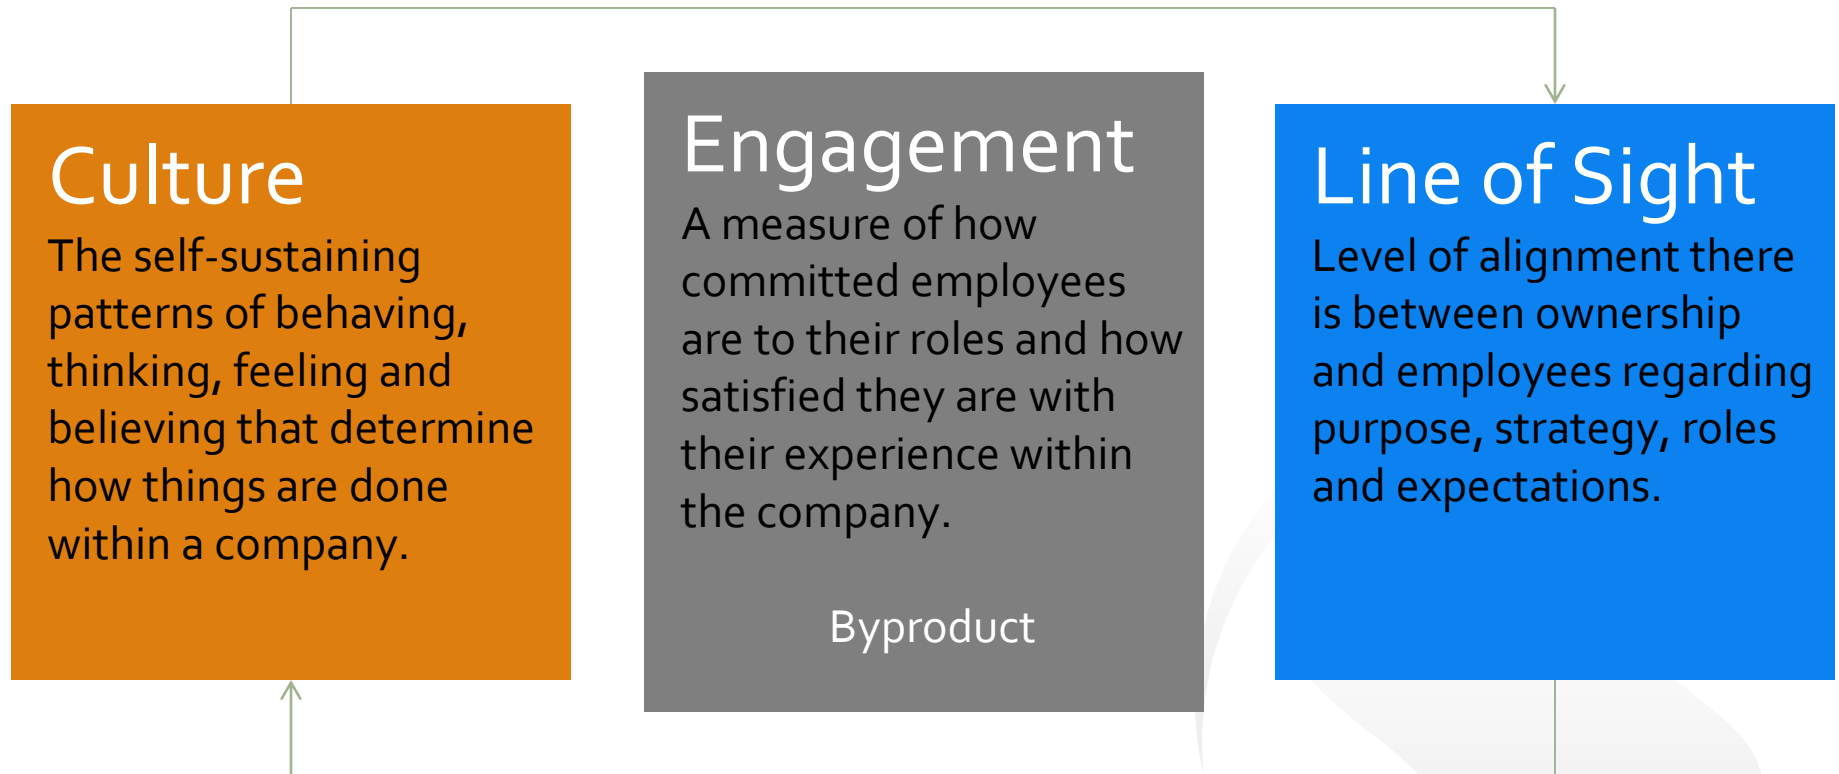 Culture
The self-sustaining
patterns of behaving,
thinking, feeling and
believing that determine
how things are done
within a company.
Engagement
A measure of how
committed employees
are to their roles and how
satisfied they are with
their experience within
the company.
Byproduct
Line of Sight
Level of alignment there
is between ownership
and employees regarding
purpose, strategy, roles
and expectations.